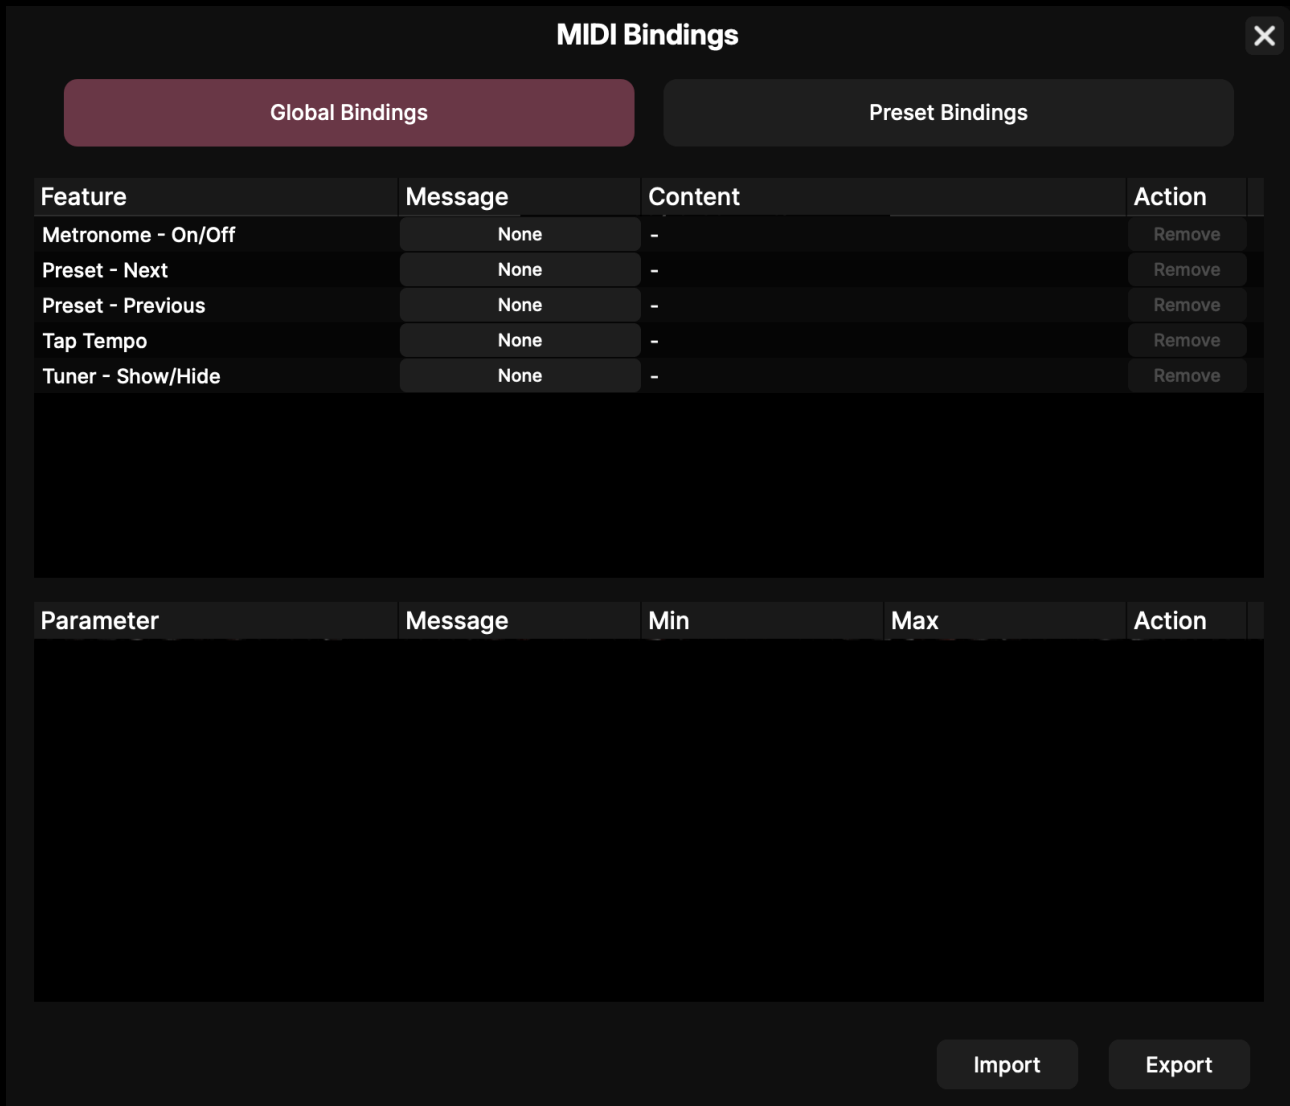 MIDI Bindings
Global Bindings Preset Bindings
Feature Message Content Action
Metronome - On/Off None - Remove
Preset - Next None - Remove
Preset - Previous None - Remove
Tap Tempo None - Remove
Tuner - Show/Hide None - Remove
Parameter Message Min Max Action
Import Export